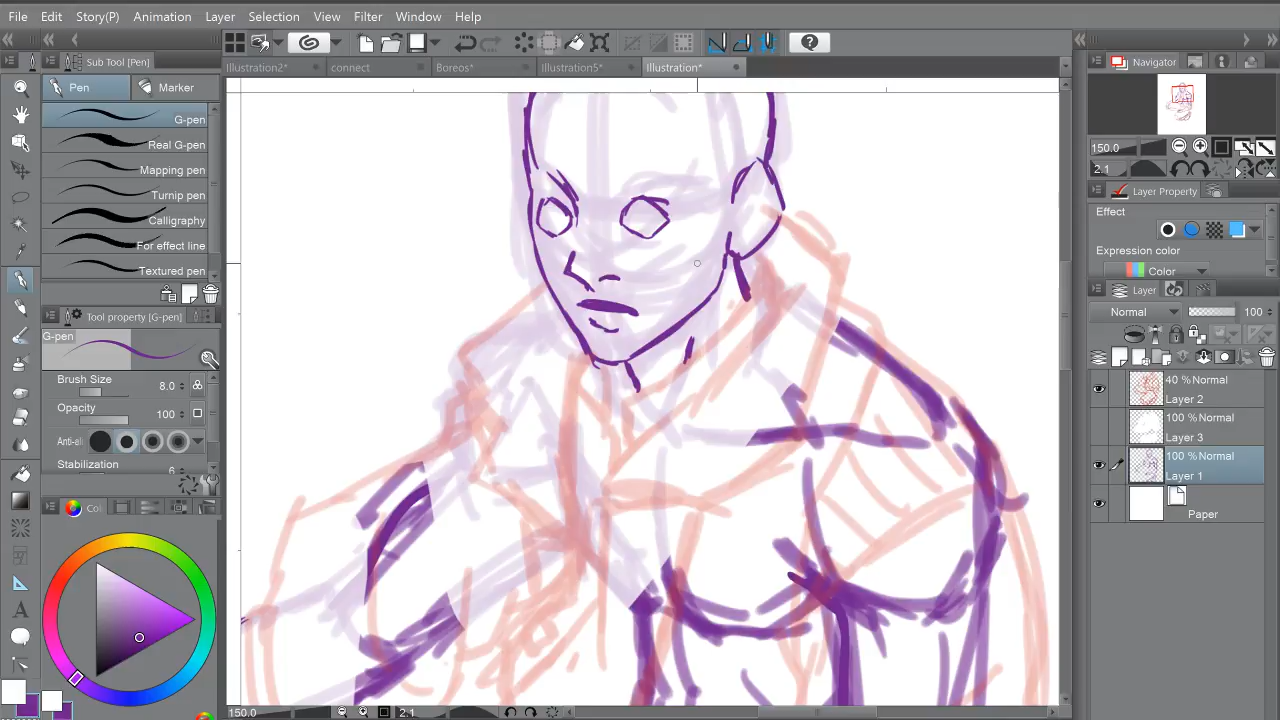 File Edit Story(P) Animation Layer Selection View Filter Window Help
Sub Tool [Pen]
Pen Marker
G-pen
Real G-pen
Mapping pen
Turnip pen
Calligraphy
For effect line
Textured pen
Tool property [G-pen]
G-pen
Brush Size 8.0
Opacity 100
Anti-ali
Stabilization 6
Col
Illustration2* connect Boreos* Illustration5* Illustration*
150.0 2.1
Navigator
150.0
2.1
Layer Property
Effect
Expression color
Color
Layer
Normal 100
40 % Normal
Layer 2
100 % Normal
Layer 3
100 % Normal
Layer 1
Paper